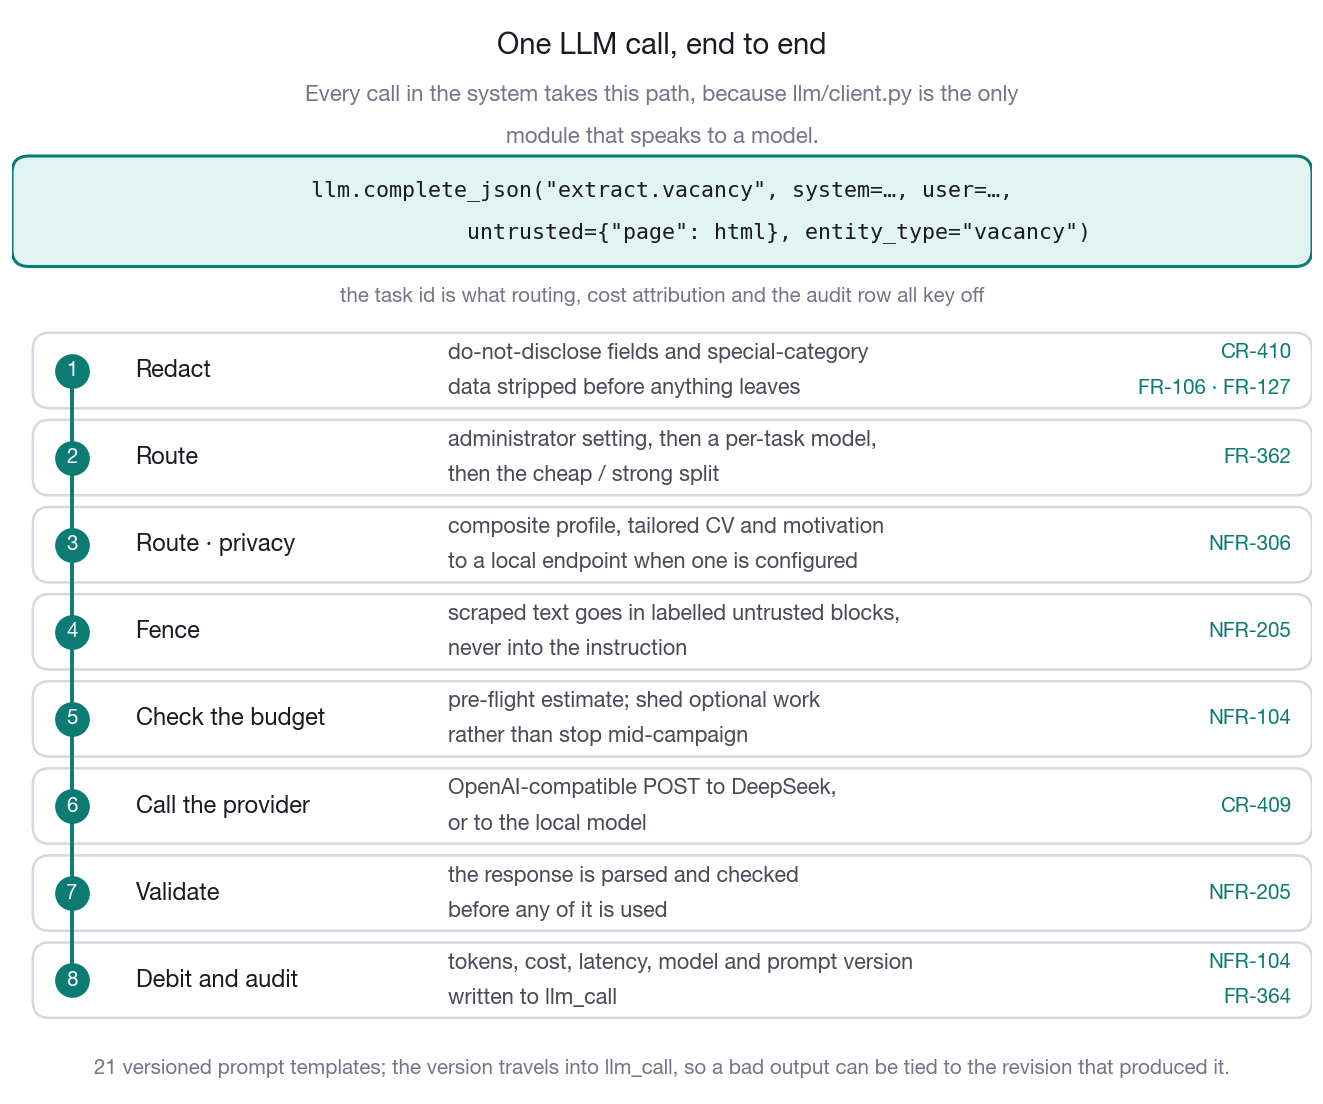 One LLM call, end to end
Every call in the system takes this path, because llm/client.py is the only
module that speaks to a model.
llm.complete_json("extract.vacancy", system=…, user=…,
untrusted={"page": html}, entity_type="vacancy")
the task id is what routing, cost attribution and the audit row all key off
1
Redact
do-not-disclose fields and special-category
data stripped before anything leaves
CR-410
FR-106 · FR-127
2
Route
administrator setting, then a per-task model,
then the cheap / strong split
FR-362
3
Route · privacy
composite profile, tailored CV and motivation
to a local endpoint when one is configured
NFR-306
4
Fence
scraped text goes in labelled untrusted blocks,
never into the instruction
NFR-205
5
Check the budget
pre-flight estimate; shed optional work
rather than stop mid-campaign
NFR-104
6
Call the provider
OpenAI-compatible POST to DeepSeek,
or to the local model
CR-409
7
Validate
the response is parsed and checked
before any of it is used
NFR-205
8
Debit and audit
tokens, cost, latency, model and prompt version
written to llm_call
NFR-104
FR-364
21 versioned prompt templates; the version travels into llm_call, so a bad output can be tied to the revision that produced it.